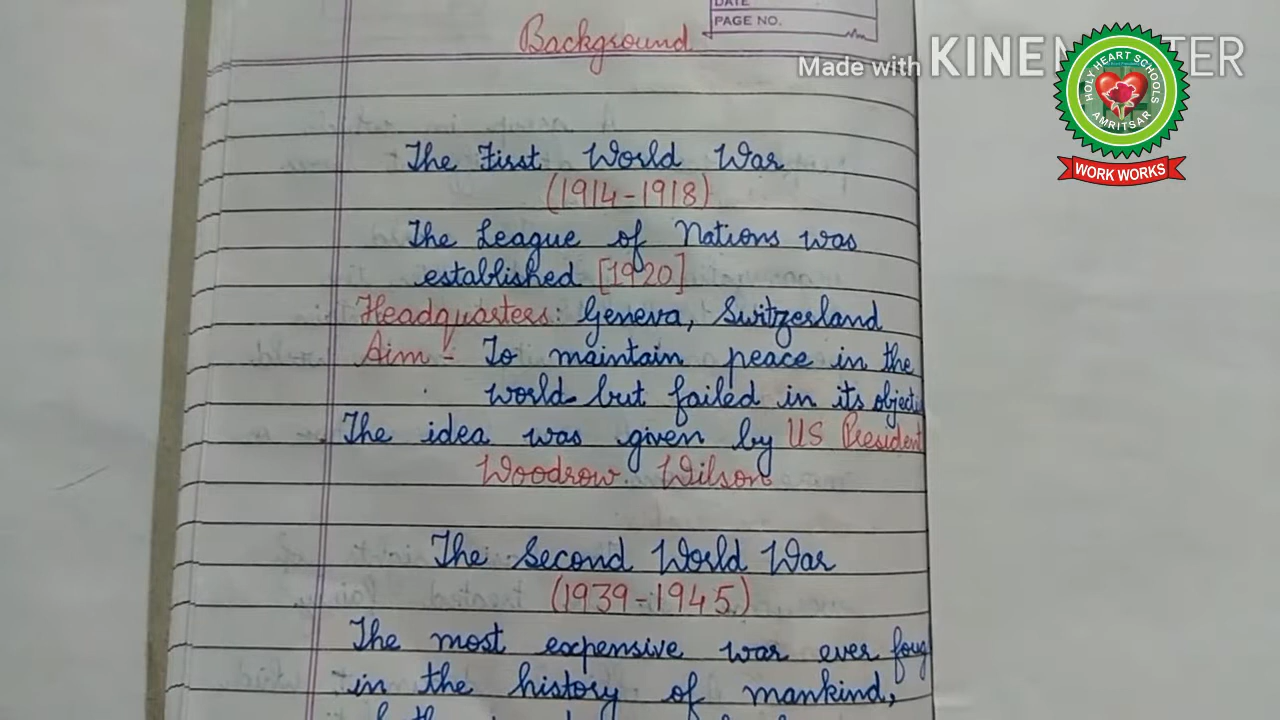 DATE
PAGE NO.
Background
Made with KINEMASTER
HOLY HEART SCHOOLS
AMRITSAR
WORK WORKS
The First World War
(1914-1918)
The League of Nations was
established [1920]
Headquarters: Geneva, Switzerland
Aim - To maintain peace in the
world but failed in its objecti
The idea was given by US President
Woodrow Wilson
The Second World War
(1939-1945)
The most expensive war ever foug
in the history of mankind,